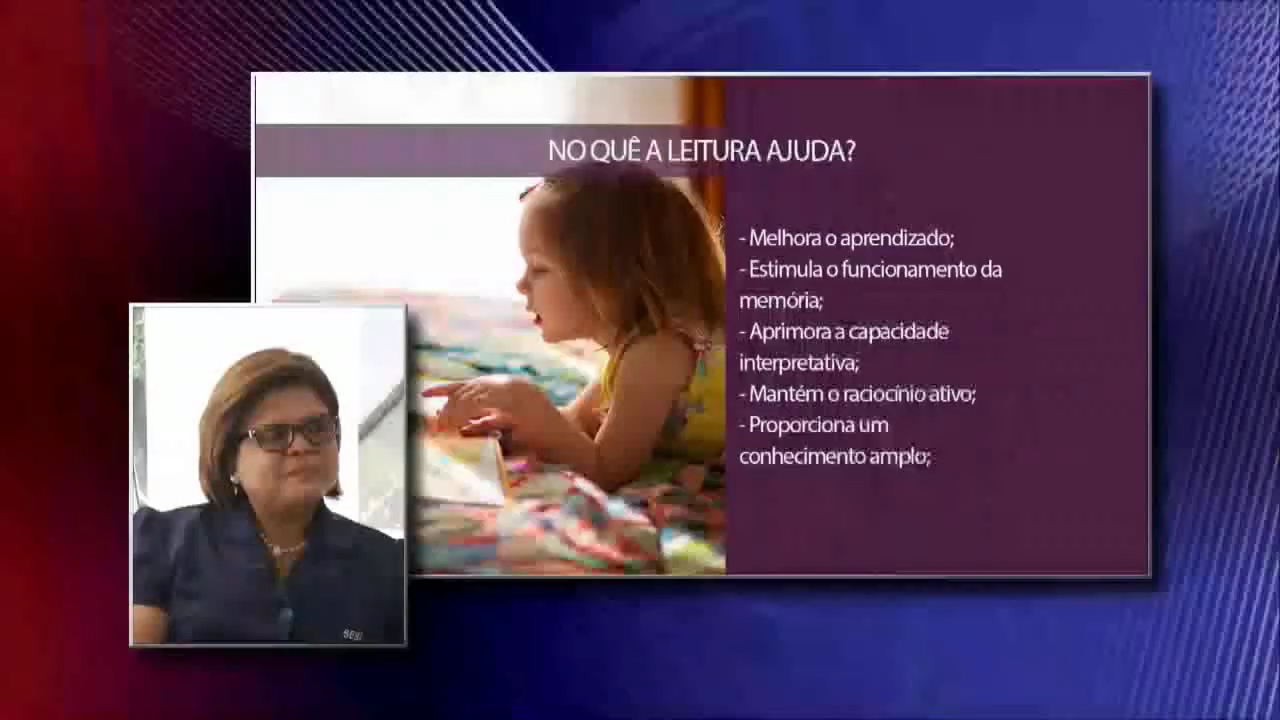 NO QUÊ A LEITURA AJUDA?
- Melhora o aprendizado;
- Estimula o funcionamento da
memória;
- Aprimora a capacidade
interpretativa;
- Mantém o raciocínio ativo;
- Proporciona um
conhecimento amplo;
SESI